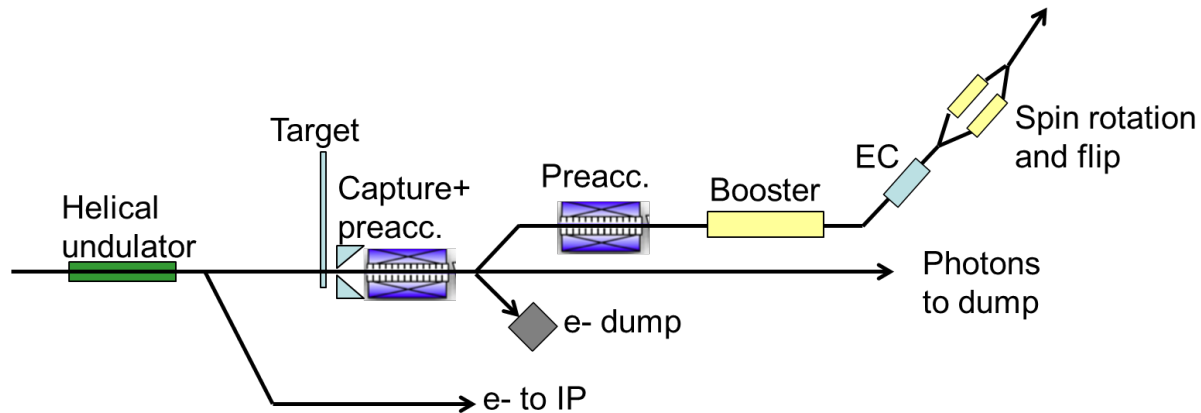 Target
Helical
undulator
Capture+
preacc.
Preacc.
Booster
EC
Spin rotation
and flip
Photons
to dump
e- dump
e- to IP